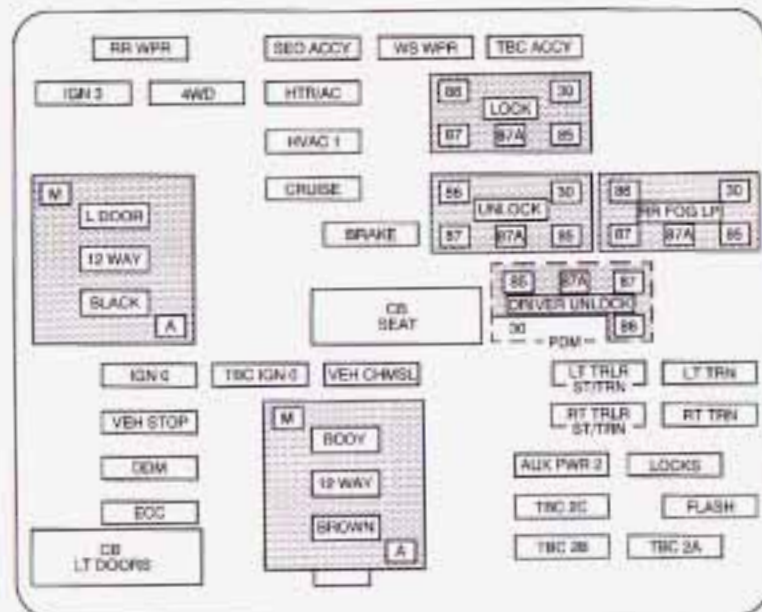 RR WPR
SEO ACCY
WS WPR
TBC ACCY
IGN 3
4WD
HTR/AC
86
30
LOCK
87
87A
85
HVAC 1
CRUISE
M
L DOOR
12 WAY
BLACK
A
86
30
UNLOCK
87
87A
85
86
30
RR FOG LP
87
87A
85
BRAKE
CB
SEAT
85
87A
87
DRIVER UNLOCK
30
86
PDM
IGN 0
TBC IGN 0
VEH CHMSL
LT TRLR
ST/TRN
LT TRN
VEH STOP
RT TRLR
ST/TRN
RT TRN
M
BODY
12 WAY
BROWN
A
DDM
AUX PWR 2
LOCKS
ECC
TBC 2C
FLASH
CB
LT DOORS
TBC 2B
TBC 2A